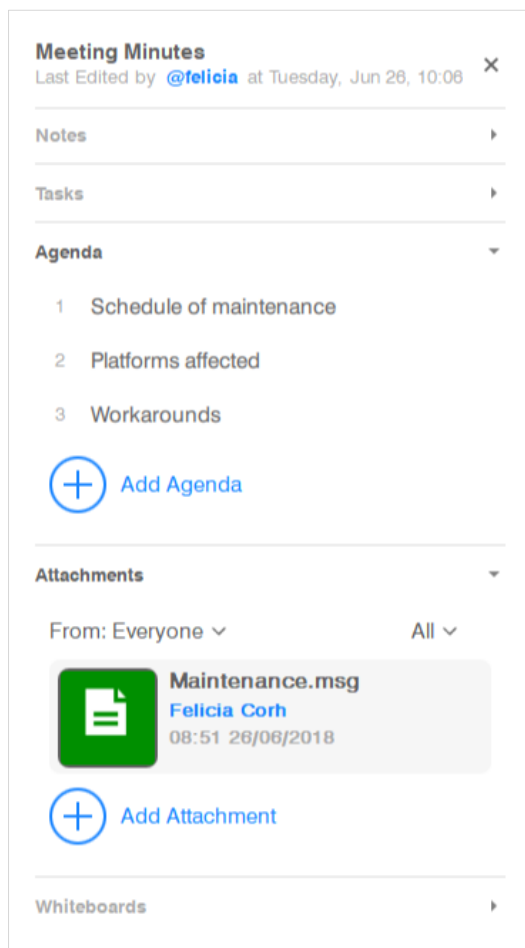 Meeting Minutes
Last Edited by @felicia at Tuesday, Jun 26, 10:06
Notes
Tasks
Agenda
1 Schedule of maintenance
2 Platforms affected
3 Workarounds
Add Agenda
Attachments
From: Everyone All
Maintenance.msg
Felicia Corh
08:51 26/06/2018
Add Attachment
Whiteboards